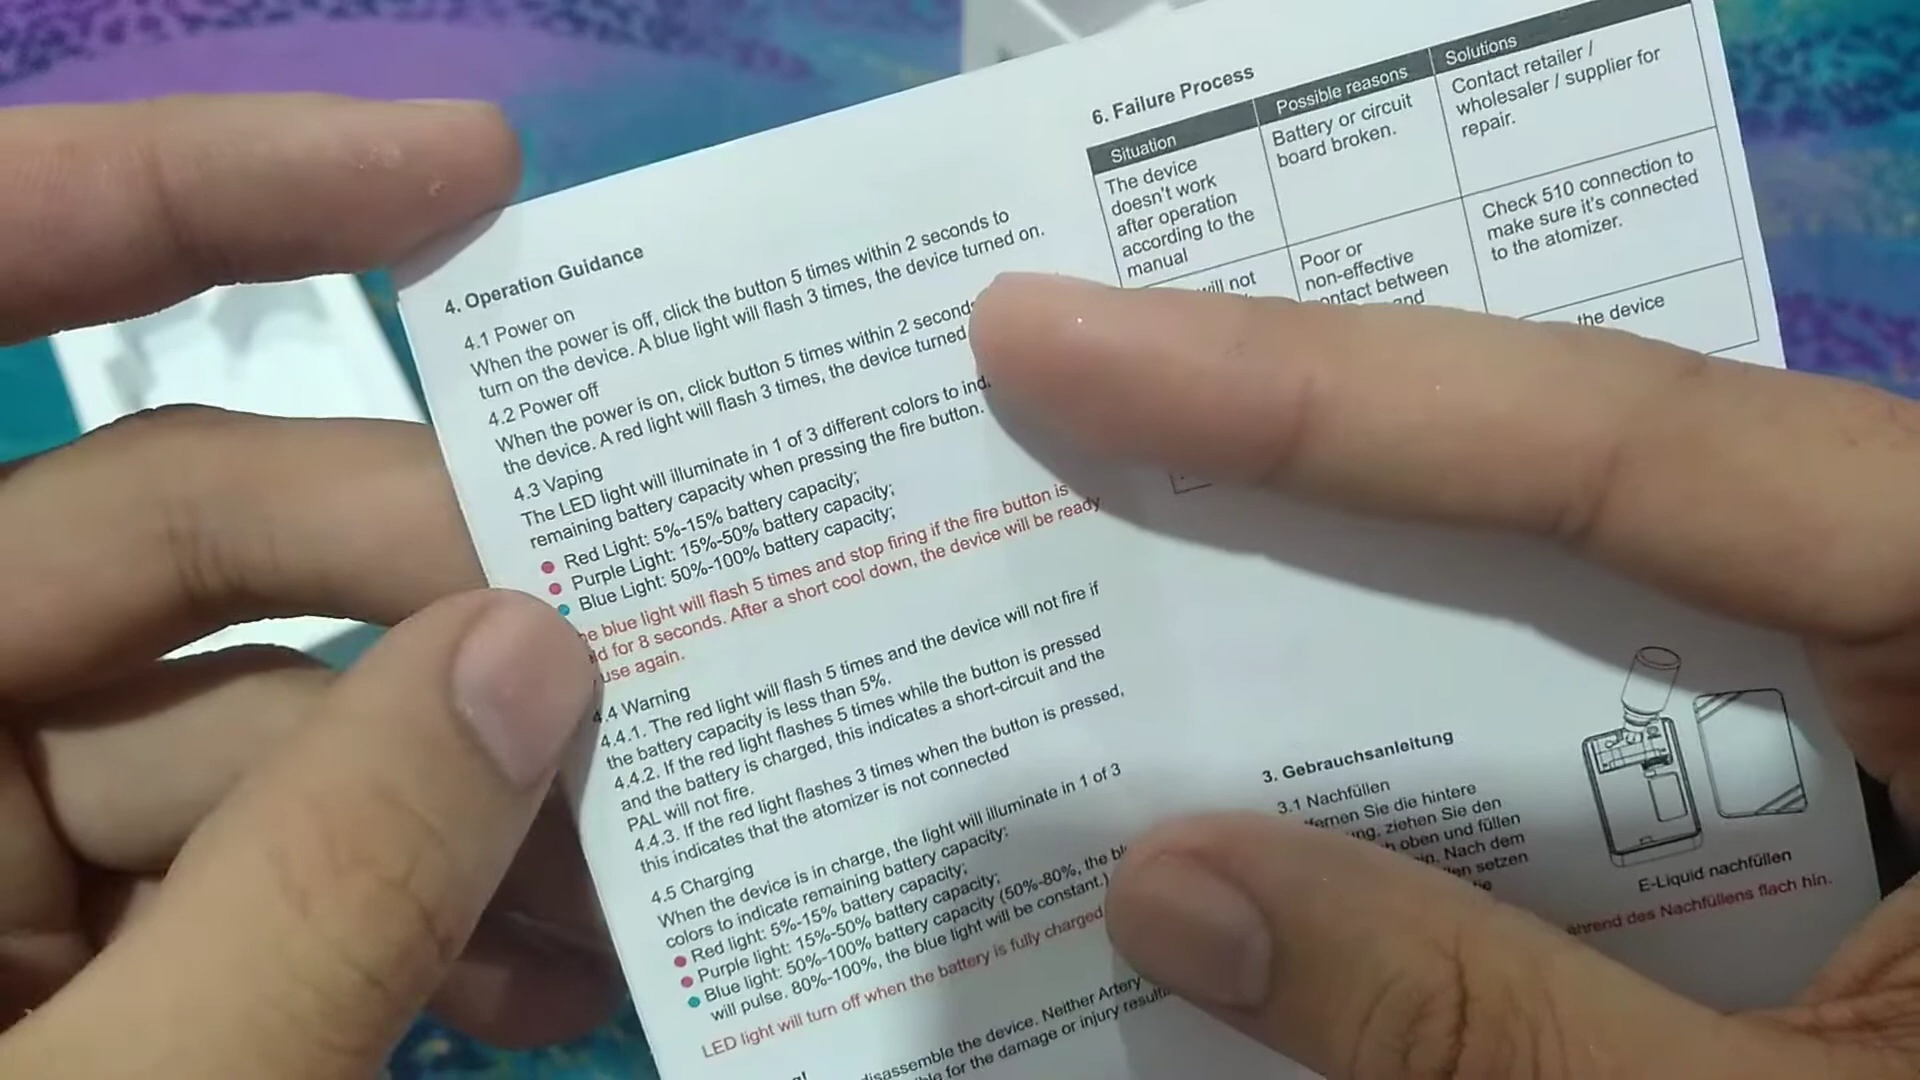 4. Operation Guidance
4.1 Power on
When the power is off, click the button 5 times within 2 seconds to
turn on the device. A blue light will flash 3 times, the device turned on.
4.2 Power off
When the power is on, click button 5 times within 2
the device. A red light will flash 3 times, the device turned
4.3 Vaping
The LED light will illuminate in 1 of 3 different colors to
remaining battery capacity when pressing the fire button.
Red Light: 5%-15% battery capacity;
Purple Light: 15%-50% battery capacity;
Blue Light: 50%-100% battery capacity;
blue light will flash 5 times and stop firing if the fire button is
for 8 seconds. After a short cool down, the device will be ready
use again.
4.4 Warning
4.4.1. The red light will flash 5 times and the device will not fire if
the battery capacity is less than 5%.
4.4.2. If the red light flashes 5 times while the button is pressed
and the battery is charged, this indicates a short-circuit and the
PAL will not fire.
4.4.3. If the red light flashes 3 times when the button is pressed,
this indicates that the atomizer is not connected
4.5 Charging
When the device is in charge, the light will illuminate in 1 of 3
colors to indicate remaining battery capacity:
Red light: 5%-15% battery capacity;
Purple light: 15%-50% battery capacity;
Blue light: 50%-100% battery capacity (50%-80%, the
will pulse. 80%-100%, the blue light will be constant.)
LED light will turn off when the battery is fully charged
disassemble the device. Neither Artery
for the damage or injury
6. Failure Process
Situation Possible reasons Solutions
The device
doesn't work
after operation
according to the
manual
Battery or circuit
board broken.
Contact retailer /
wholesaler / supplier for
repair.
will not
Poor or
non-effective
contact between
and
Check 510 connection to
make sure it's connected
to the atomizer.
the device
3. Gebrauchsanleitung
3.1 Nachfüllen
Sie die hintere
ziehen Sie den
oben und füllen
Nach dem
setzen
E-Liquid nachfüllen
des Nachfüllens flach hin.